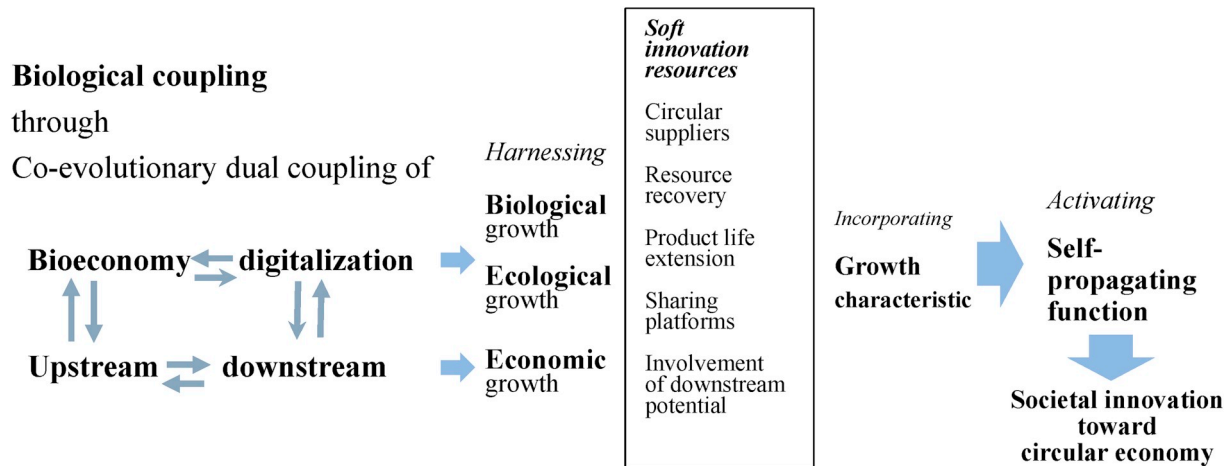 Biological coupling
through
Co-evolutionary dual coupling of
Bioeconomy digitalization
Upstream downstream
Harnessing
Biological
growth
Ecological
growth
Economic
growth
Soft
innovation
resources
Circular
suppliers
Resource
recovery
Product life
extension
Sharing
platforms
Involvement
of downstream
potential
Incorporating
Growth
characteristic
Activating
Self-
propagating
function
Societal innovation
toward
circular economy